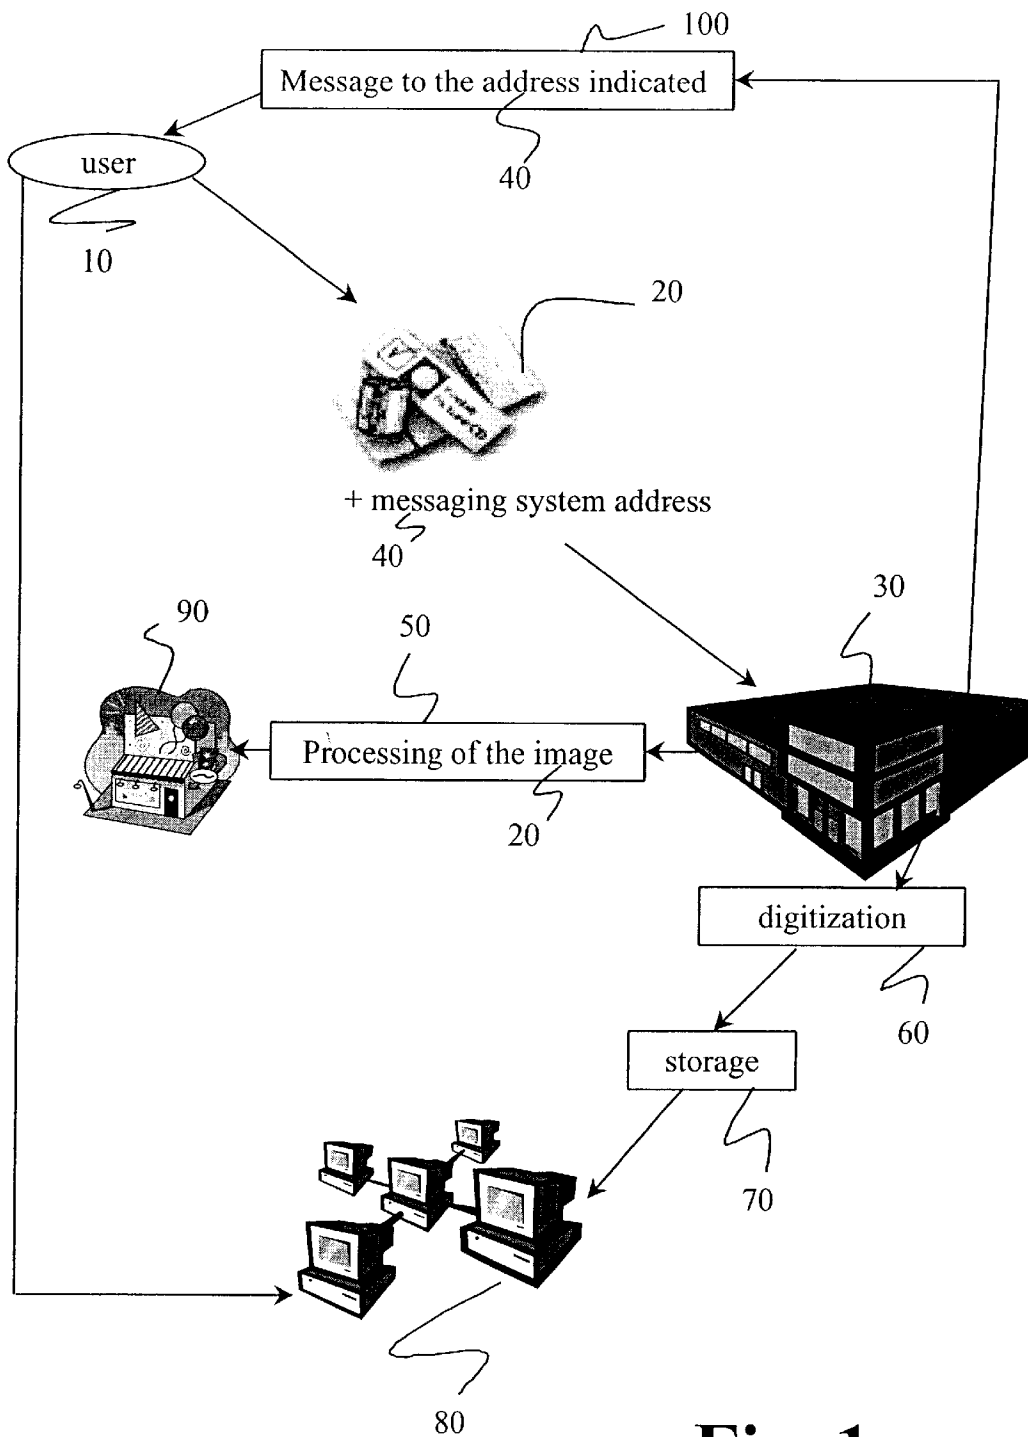 100
Message to the address indicated
40
user
10
20
+ messaging system address
40
30
90
50
Processing of the image
20
digitization
60
storage
70
80